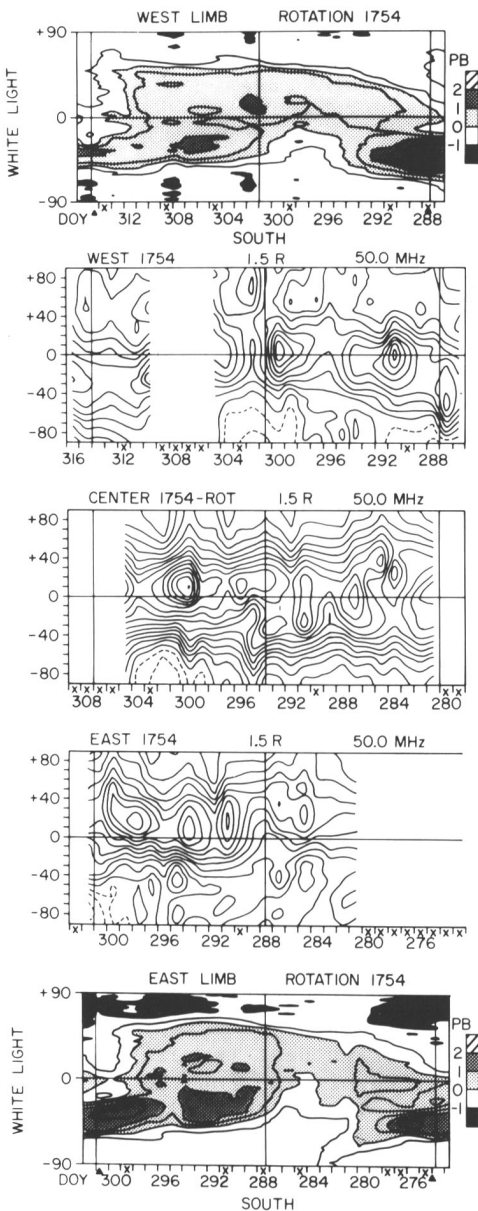 WEST LIMB ROTATION 1754
+90
0
-90
WHITE LIGHT
PB
2
1
0
-1
DOY 312 308 304 300 296 292 288
SOUTH
WEST 1754 1.5 R 50.0 MHz
+80
+40
0
-40
-80
316 312 308 304 300 296 292 288
CENTER 1754-ROT 1.5 R 50.0 MHz
+80
+40
0
-40
-80
308 304 300 296 292 288 284 280
EAST 1754 1.5 R 50.0 MHz
+80
+40
0
-40
-80
300 296 292 288 284 280 276
EAST LIMB ROTATION 1754
+90
0
-90
WHITE LIGHT
PB
2
1
0
-1
DOY 300 296 292 288 284 280 276
SOUTH